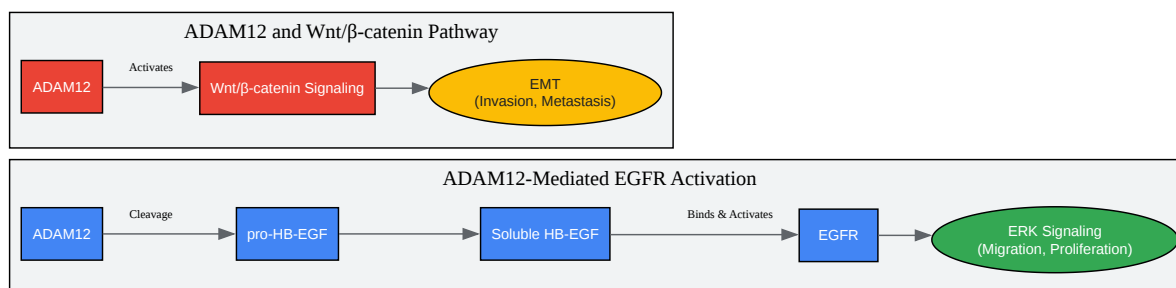 ADAM12 and Wnt/β-catenin Pathway
ADAM12
Activates
Wnt/β-catenin Signaling
EMT
(Invasion, Metastasis)
ADAM12-Mediated EGFR Activation
ADAM12
Cleavage
pro-HB-EGF
Soluble HB-EGF
Binds & Activates
EGFR
ERK Signaling
(Migration, Proliferation)